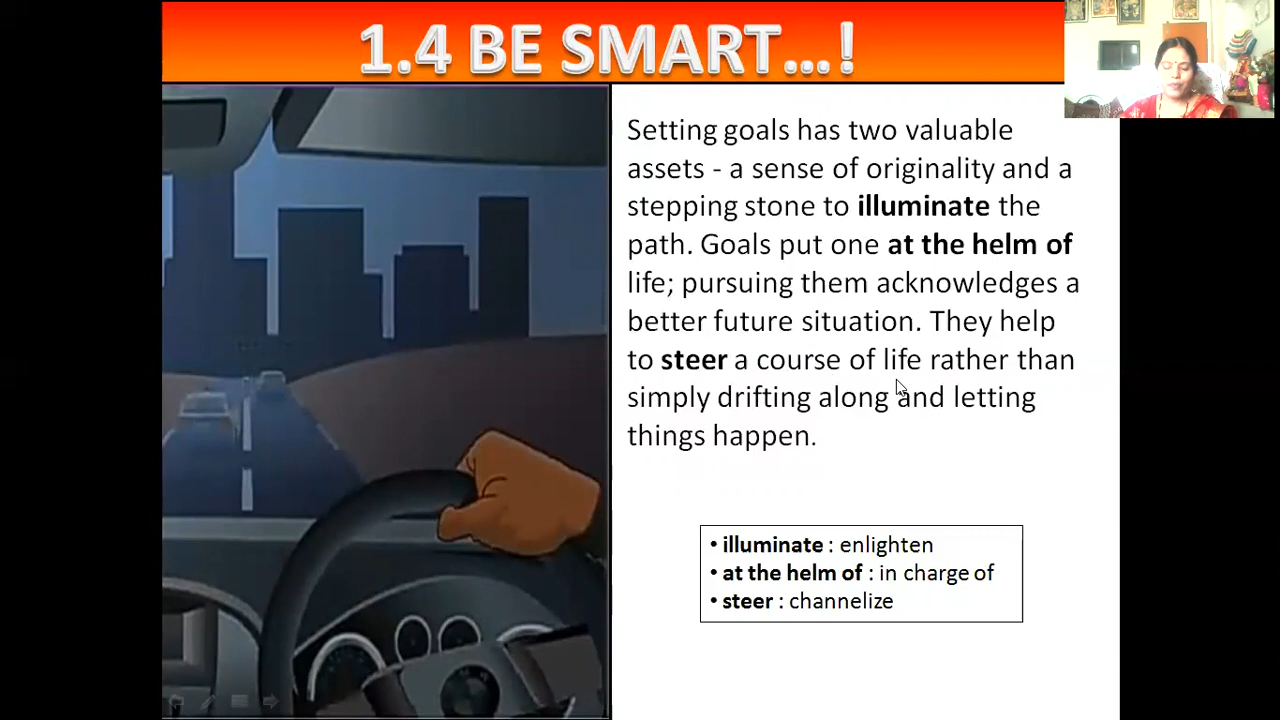 1.4 BE SMART...!
Setting goals has two valuable
assets - a sense of originality and a
stepping stone to illuminate the
path. Goals put one at the helm of
life; pursuing them acknowledges a
better future situation. They help
to steer a course of life rather than
simply drifting along and letting
things happen.
• illuminate : enlighten
• at the helm of : in charge of
• steer : channelize